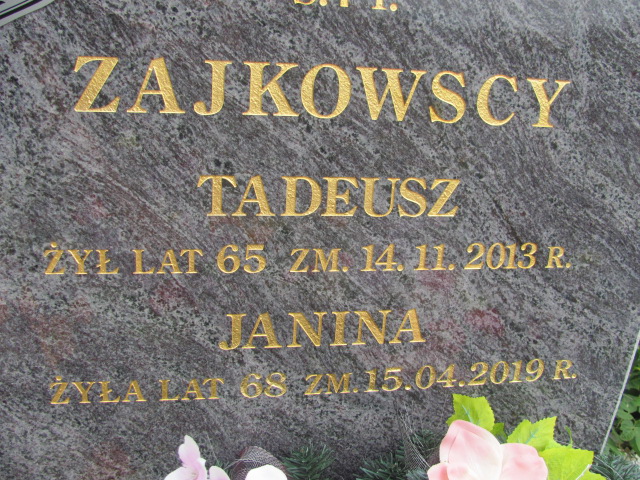 ZAJKOWSCY
TADEUSZ
ŻYŁ LAT 65 ZM. 14.11.2013 R.
JANINA
ŻYŁA LAT 68 ZM. 15.04.2019 R.